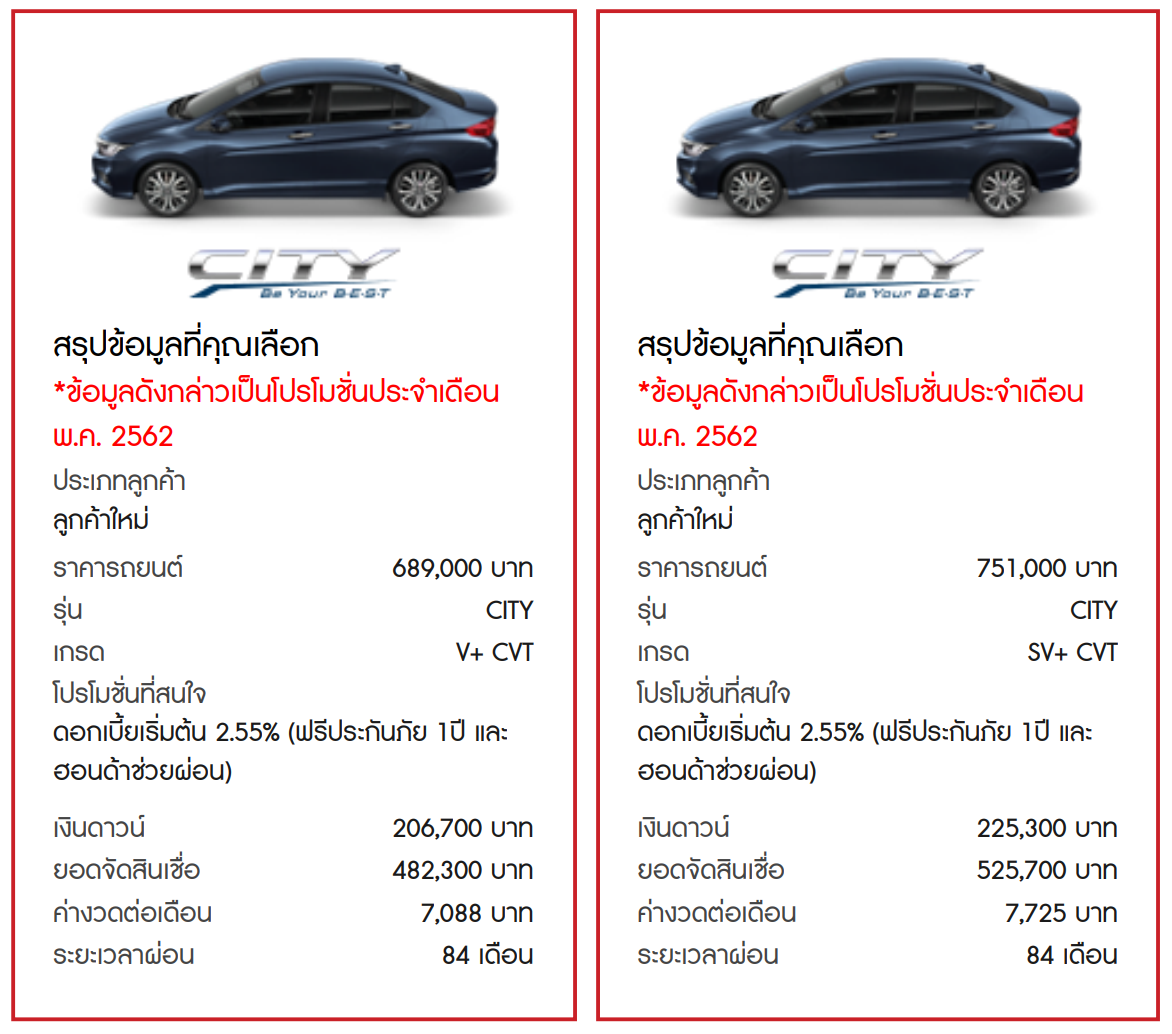 CITY
Be Your B·E·S·T
สรุปข้อมูลที่คุณเลือก
*ข้อมูลดังกล่าวเป็นโปรโมชั่นประจำเดือน
พ.ค. 2562
ประเภทลูกค้า
ลูกค้าใหม่
ราคารถยนต์ 689,000 บาท
รุ่น CITY
เกรด V+ CVT
โปรโมชั่นที่สนใจ
ดอกเบี้ยเริ่มต้น 2.55% (ฟรีประกันภัย 1ปี และ
ฮอนด้าช่วยผ่อน)
เงินดาวน์ 206,700 บาท
ยอดจัดสินเชื่อ 482,300 บาท
ค่างวดต่อเดือน 7,088 บาท
ระยะเวลาผ่อน 84 เดือน
CITY
Be Your B·E·S·T
สรุปข้อมูลที่คุณเลือก
*ข้อมูลดังกล่าวเป็นโปรโมชั่นประจำเดือน
พ.ค. 2562
ประเภทลูกค้า
ลูกค้าใหม่
ราคารถยนต์ 751,000 บาท
รุ่น CITY
เกรด SV+ CVT
โปรโมชั่นที่สนใจ
ดอกเบี้ยเริ่มต้น 2.55% (ฟรีประกันภัย 1ปี และ
ฮอนด้าช่วยผ่อน)
เงินดาวน์ 225,300 บาท
ยอดจัดสินเชื่อ 525,700 บาท
ค่างวดต่อเดือน 7,725 บาท
ระยะเวลาผ่อน 84 เดือน